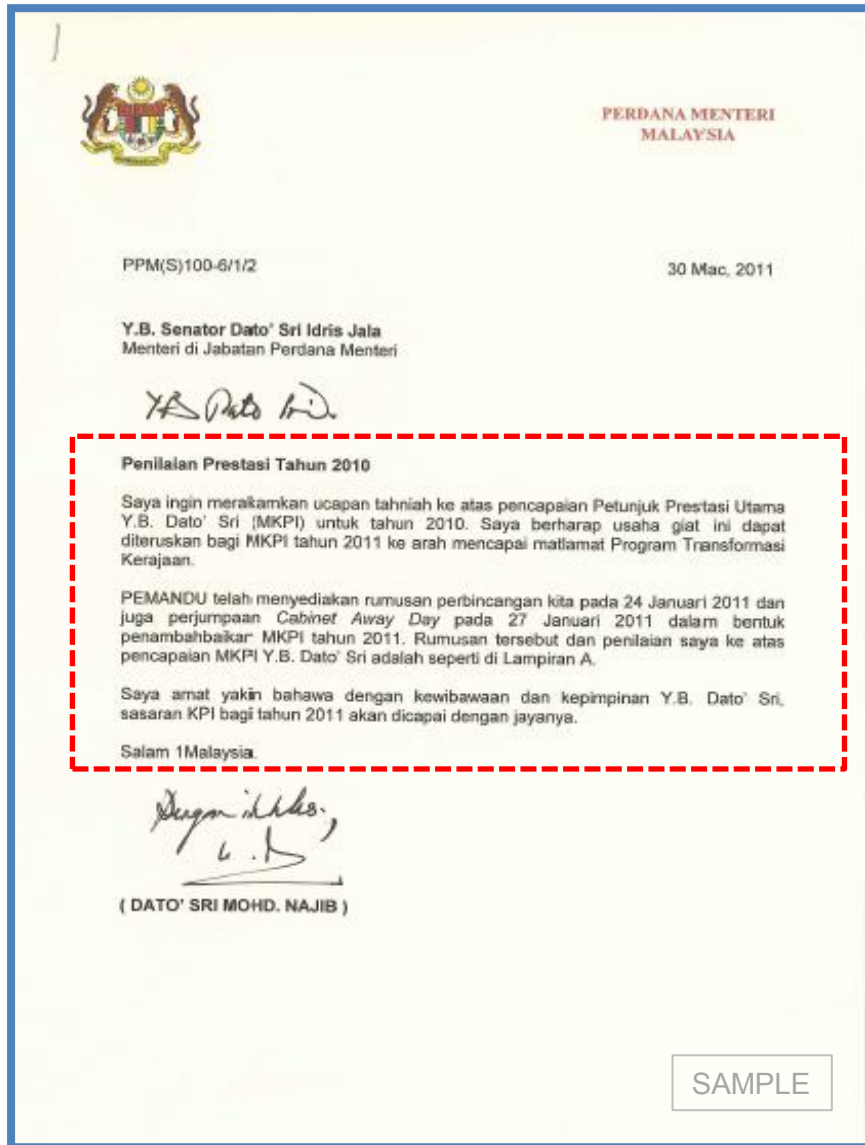 PERDANA MENTERI
MALAYSIA
PPM(S)100-6/1/2
30 Mac, 2011
Y.B. Senator Dato' Sri Idris Jala
Menteri di Jabatan Perdana Menteri
YB Dato Sri
Penilaian Prestasi Tahun 2010
Saya ingin merakamkan ucapan tahniah ke atas pencapaian Petunjuk Prestasi Utama
Y.B. Dato' Sri (MKPI) untuk tahun 2010. Saya berharap usaha giat ini dapat
diteruskan bagi MKPI tahun 2011 ke arah mencapai matlamat Program Transformasi
Kerajaan.
PEMANDU telah menyediakan rumusan perbincangan kita pada 24 Januari 2011 dan
juga perjumpaan Cabinet Away Day pada 27 Januari 2011 dalam bentuk
penambahbaikan MKPI tahun 2011. Rumusan tersebut dan penilaian saya ke atas
pencapaian MKPI Y.B. Dato' Sri adalah seperti di Lampiran A.
Saya amat yakin bahawa dengan kewibawaan dan kepimpinan Y.B. Dato' Sri,
sasaran KPI bagi tahun 2011 akan dicapai dengan jayanya.
Salam 1Malaysia.
( DATO' SRI MOHD. NAJIB )
SAMPLE